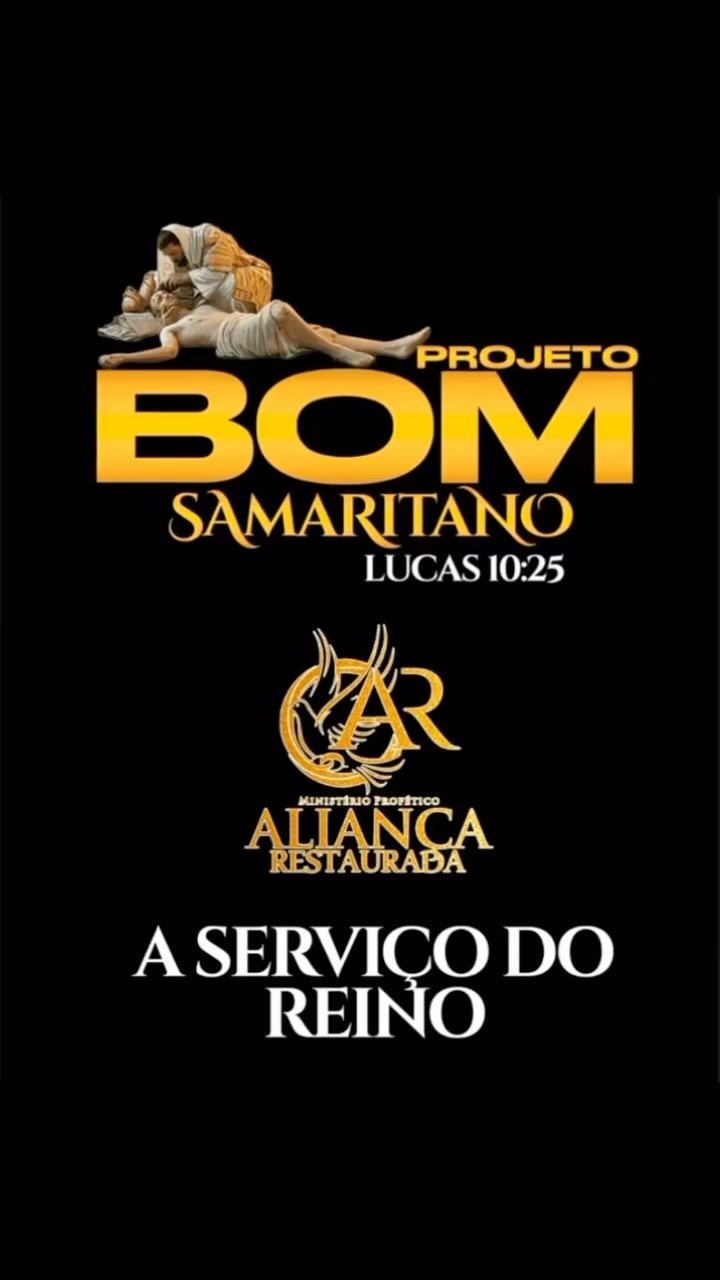 PROJETO
BOM
SAMARITANO
LUCAS 10:25
AR
MINISTÉRIO PROFÉTICO
ALIANÇA
RESTAURADA
A SERVIÇO DO
REINO